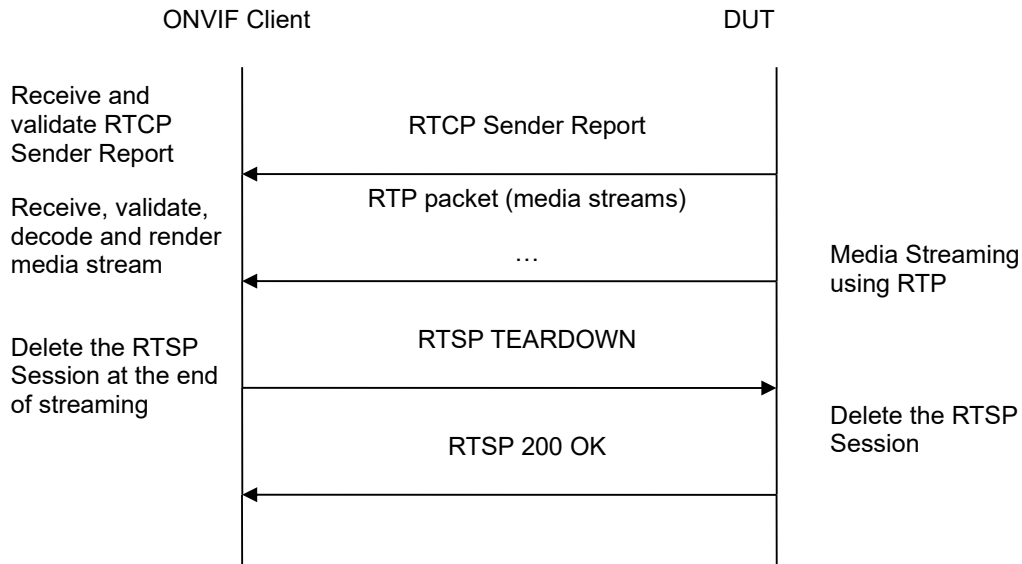 ONVIF Client
DUT
Receive and
validate RTCP
Sender Report
RTCP Sender Report
RTP packet (media streams)
Receive, validate,
decode and render
media stream
…
Media Streaming
using RTP
RTSP TEARDOWN
Delete the RTSP
Session at the end
of streaming
Delete the RTSP
Session
RTSP 200 OK